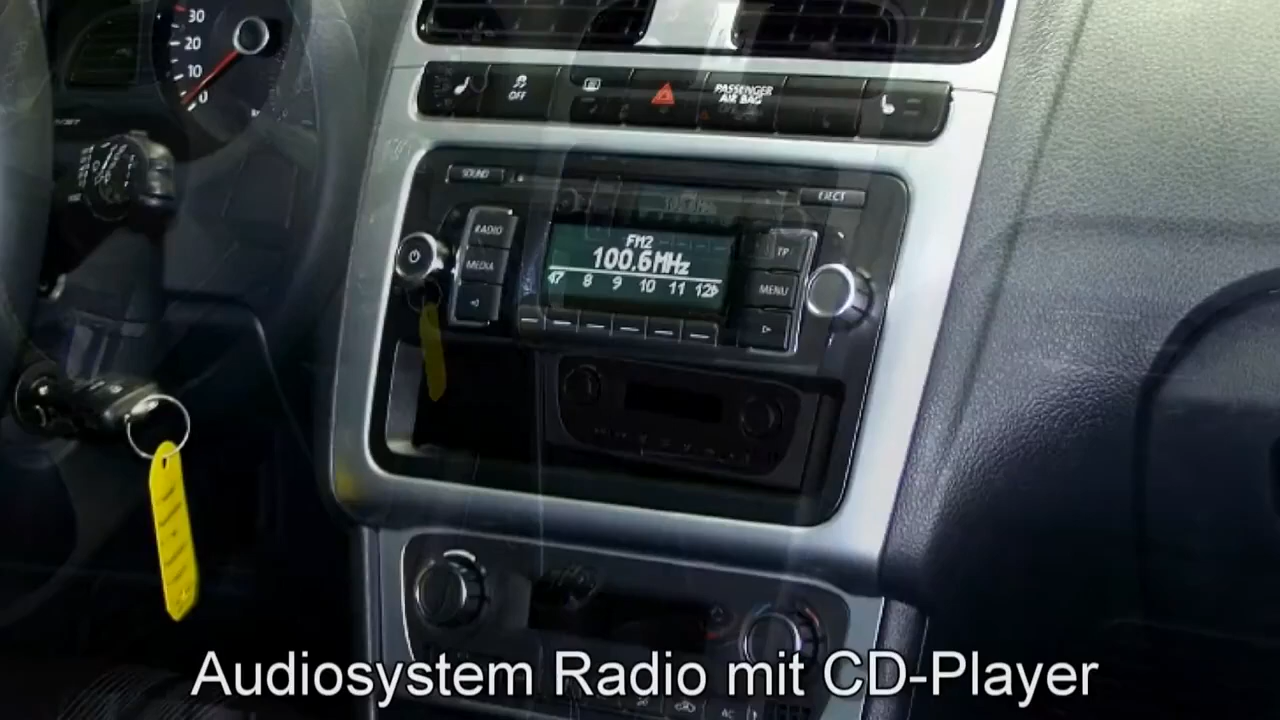 30
20
10
0
OFF
PASSENGER
AIR BAG
SOUND
EJECT
RADIO
MEDIA
FM2
100.6MHz
7 8 9 10 11 12
TP
MENU
AC
Audiosystem Radio mit CD-Player